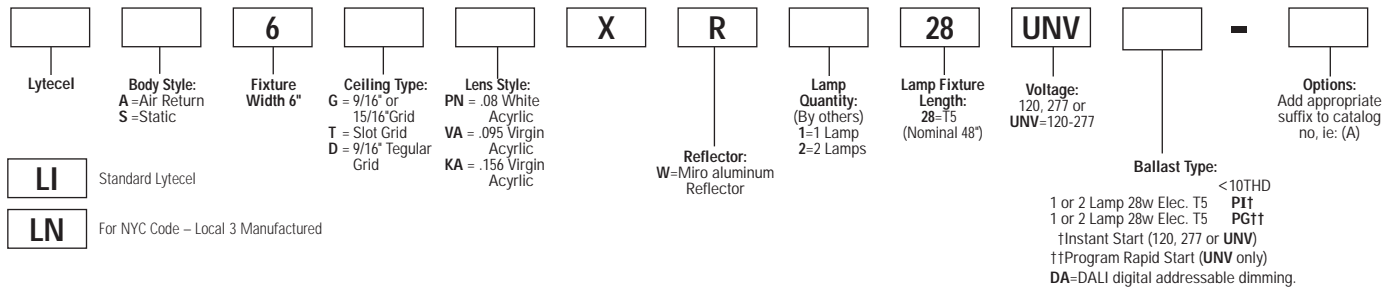 6 X R 28 UNV -
Lytecel
Body Style:
A =Air Return
S =Static
Fixture
Width 6"
Ceiling Type:
G = 9/16" or
15/16"Grid
T = Slot Grid
D = 9/16" Tegular
Grid
Lens Style:
PN = .08 White
Acyrlic
VA = .095 Virgin
Acyrlic
KA = .156 Virgin
Acyrlic
Reflector:
W=Miro aluminum
Reflector
Lamp
Quantity:
(By others)
1=1 Lamp
2=2 Lamps
Lamp Fixture
Length:
28=T5
(Nominal 48")
Voltage:
120, 277 or
UNV=120-277
Ballast Type:
<10THD
1 or 2 Lamp 28w Elec. T5 PI†
1 or 2 Lamp 28w Elec. T5 PG††
†Instant Start (120, 277 or UNV)
††Program Rapid Start (UNV only)
DA=DALI digital addressable dimming.
Options:
Add appropriate
suffix to catalog
no, ie: (A)
LI Standard Lytecel
LN For NYC Code – Local 3 Manufactured